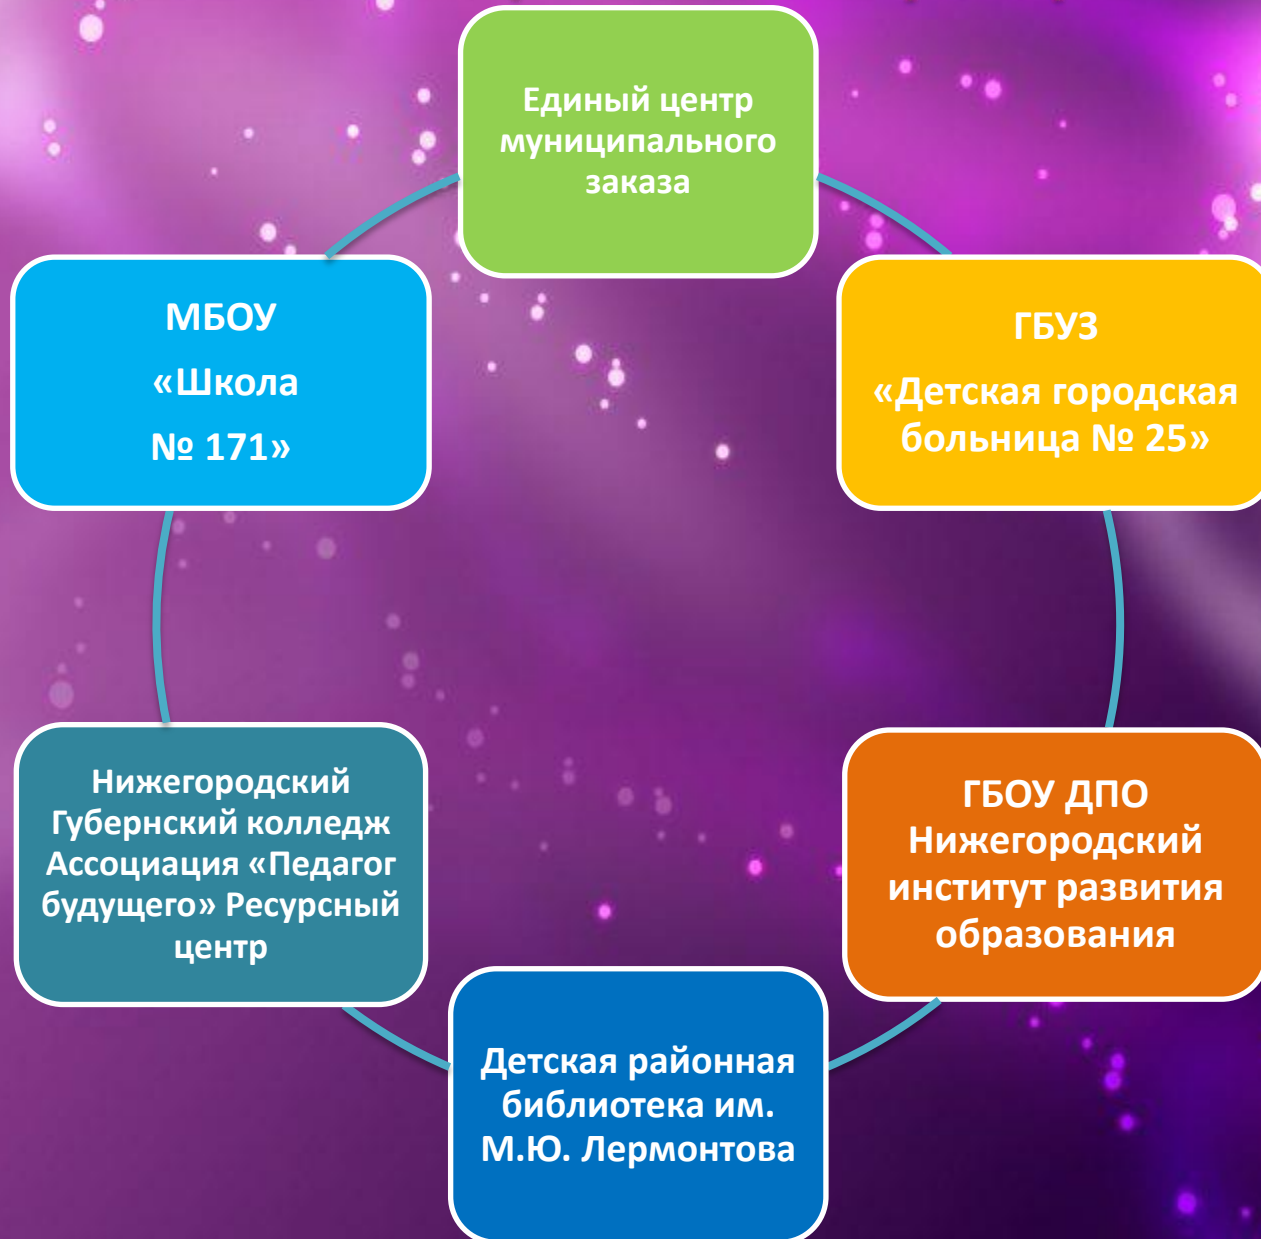 Единый центр
муниципального
заказа
МБОУ
«Школа
№ 171»
ГБУЗ
«Детская городская
больница № 25»
Нижегородский
Губернский колледж
Ассоциация «Педагог
будущего» Ресурсный
центр
ГБОУ ДПО
Нижегородский
институт развития
образования
Детская районная
библиотека им.
М.Ю. Лермонтова